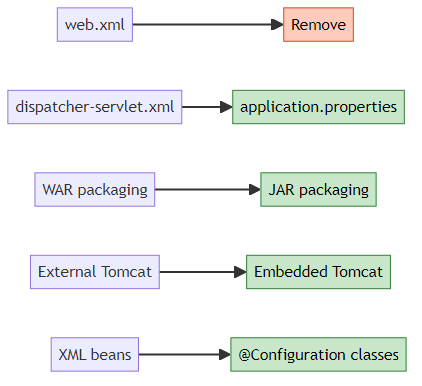 web.xml
Remove
dispatcher-servlet.xml
application.properties
WAR packaging
JAR packaging
External Tomcat
Embedded Tomcat
XML beans
@Configuration classes